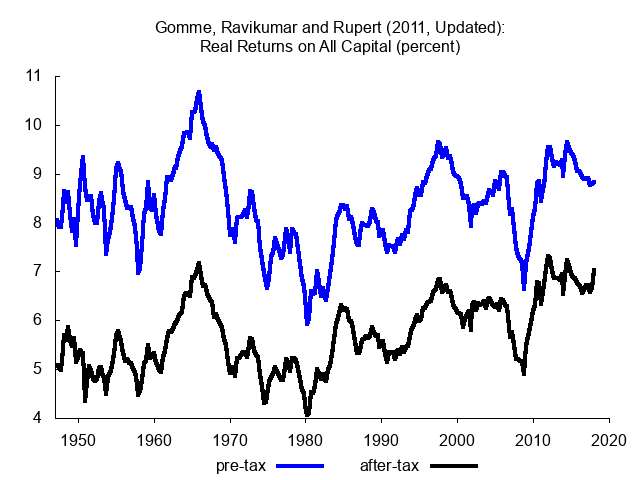 Gomme, Ravikumar and Rupert (2011, Updated):
Real Returns on All Capital (percent)
11
10
9
8
7
6
5
4
1950 1960 1970 1980 1990 2000 2010 2020
pre-tax after-tax